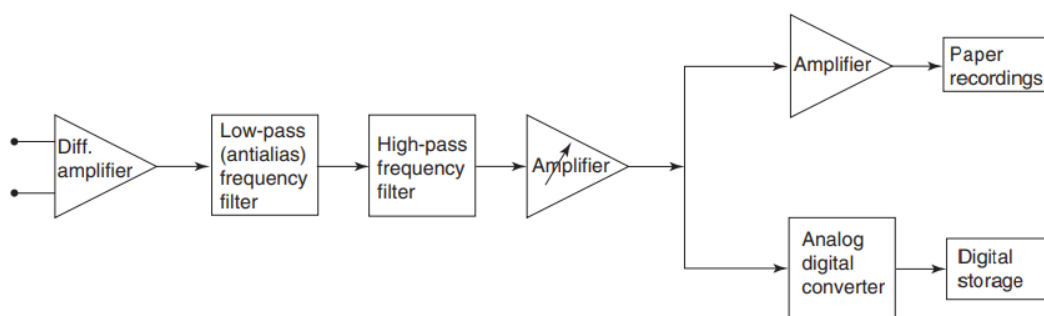 Diff.
amplifier
Low-pass
(antialias)
frequency
filter
High-pass
frequency
filter
Amplifier
Amplifier
Paper
recordings
Analog
digital
converter
Digital
storage